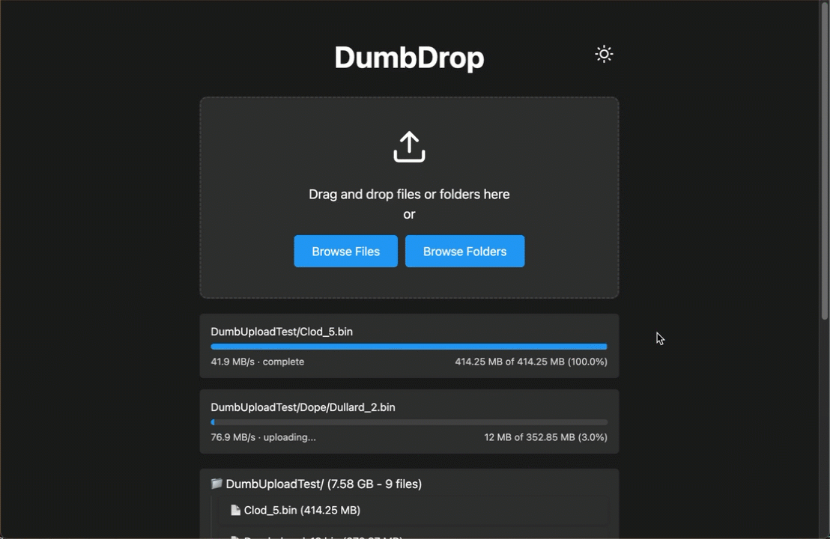 DumbDrop
Drag and drop files or folders here
or
Browse Files Browse Folders
DumbUploadTest/Clod_5.bin
41.9 MB/s · complete 414.25 MB of 414.25 MB (100.0%)
DumbUploadTest/Dope/Dullard_2.bin
76.9 MB/s · uploading... 12 MB of 352.85 MB (3.0%)
DumbUploadTest/ (7.58 GB - 9 files)
Clod_5.bin (414.25 MB)